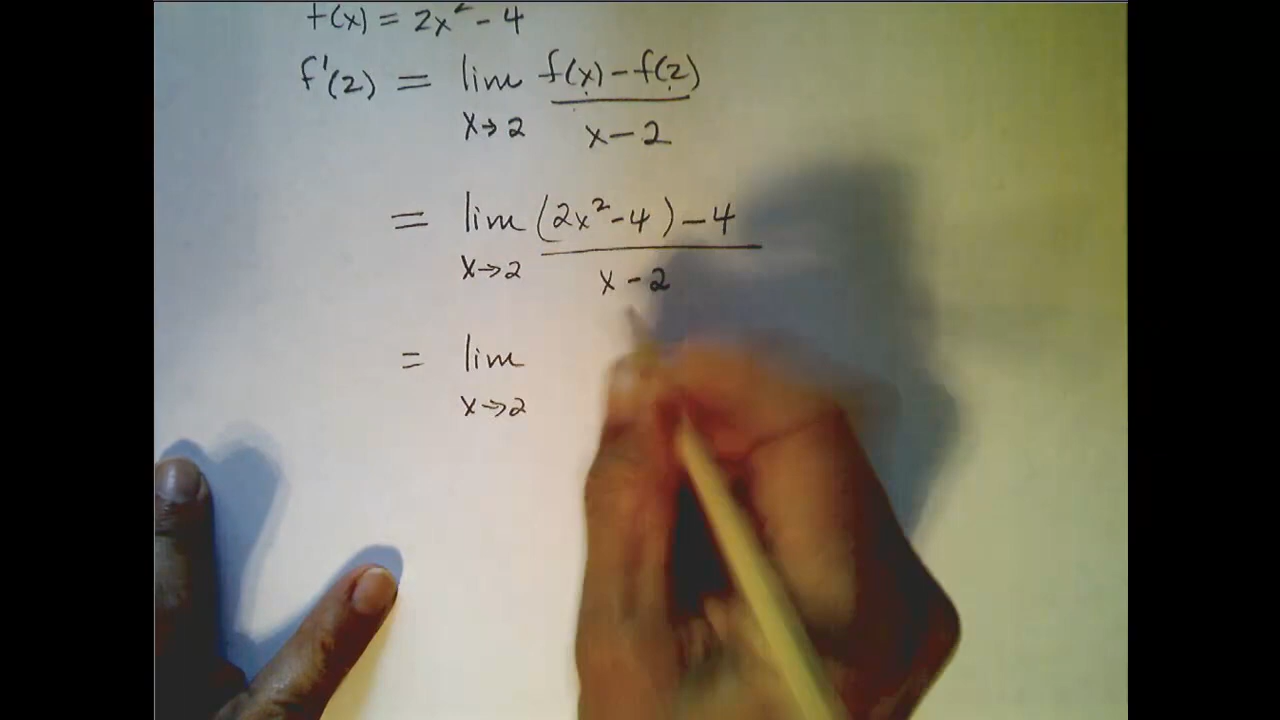 f(x) = 2x² - 4
f'(2) = lim f(x) - f(2)
x→2 x - 2
= lim (2x² - 4) - 4
x→2 x - 2
= lim
x→2